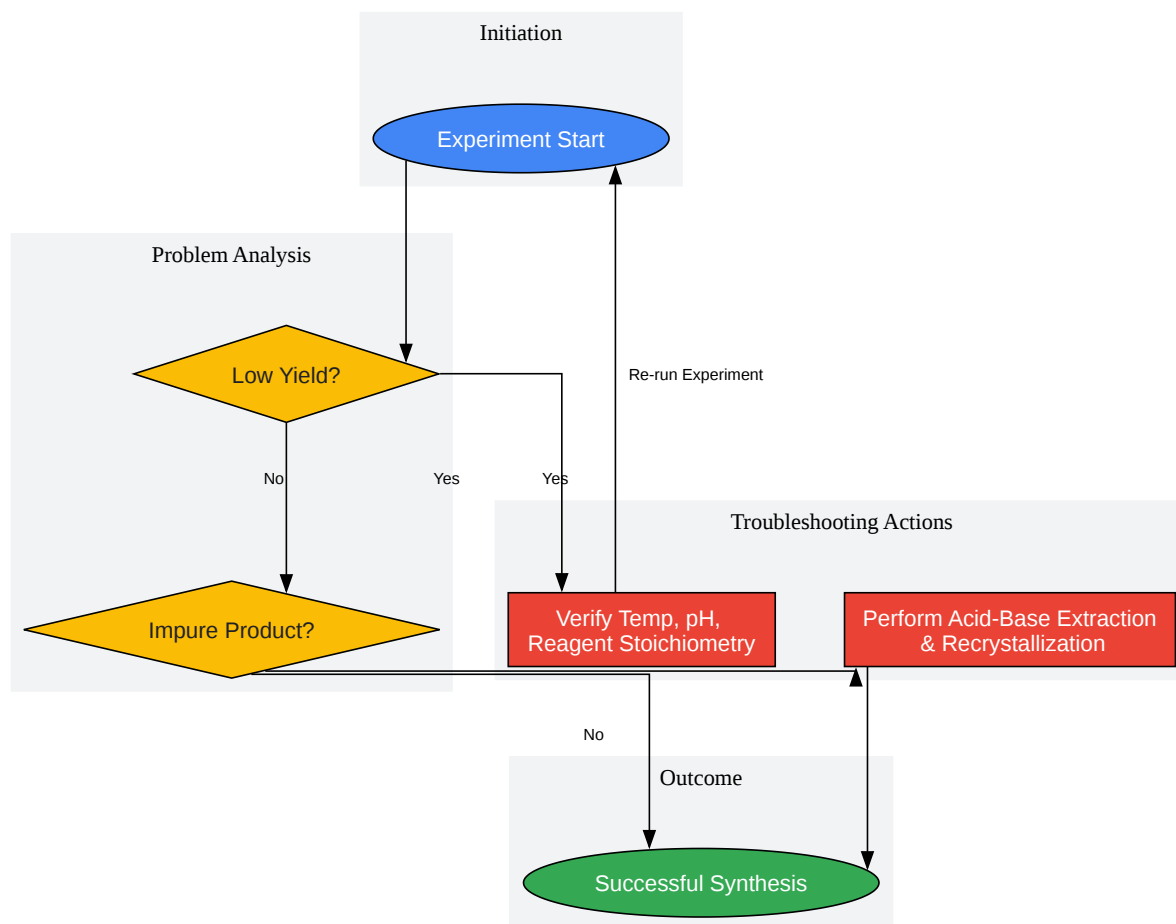 Initiation
Experiment Start
Problem Analysis
Low Yield?
Re-run Experiment
No
Yes
Yes
Troubleshooting Actions
Impure Product?
Verify Temp, pH,
Reagent Stoichiometry
Perform Acid-Base Extraction
& Recrystallization
No
Outcome
Successful Synthesis